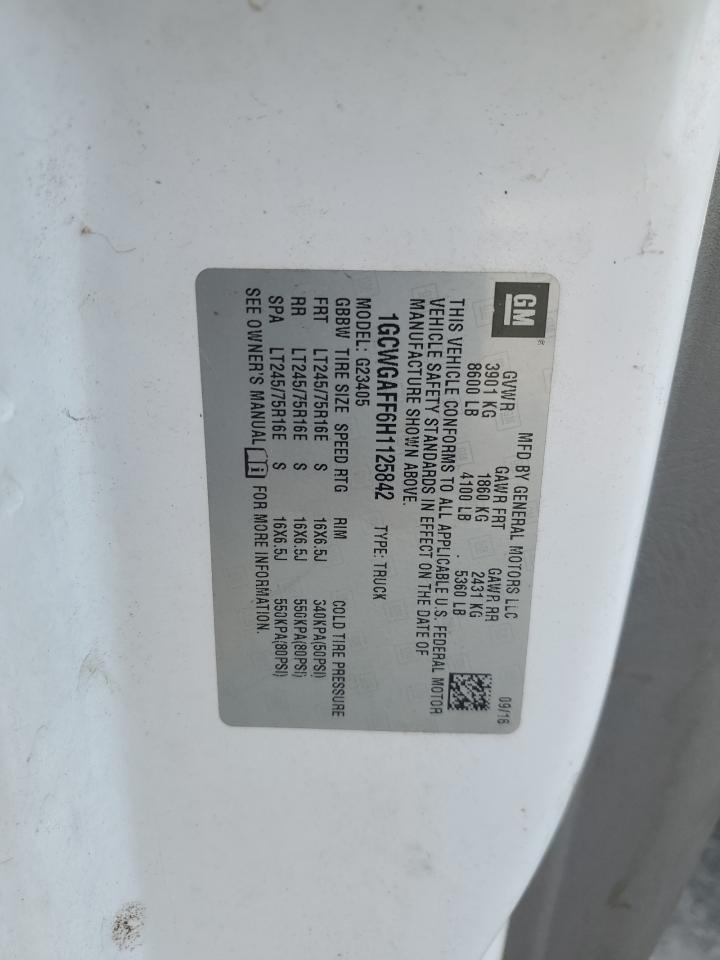 GM®
MFD BY GENERAL MOTORS LLC 09/16
GVWR GAWR FRT GAWR RR
3901 KG 1860 KG 2431 KG
8600 LB 4100 LB 5360 LB
THIS VEHICLE CONFORMS TO ALL APPLICABLE U.S. FEDERAL MOTOR
VEHICLE SAFETY STANDARDS IN EFFECT ON THE DATE OF
MANUFACTURE SHOWN ABOVE.
1GCWGAFF6H1125842 TYPE: TRUCK
MODEL: G23405
GBBW TIRE SIZE SPEED RTG RIM COLD TIRE PRESSURE
FRT LT245/75R16E S 16X6.5J 340KPA(50PSI)
RR LT245/75R16E S 16X6.5J 550KPA(80PSI)
SPA LT245/75R16E S 16X6.5J 550KPA(80PSI)
SEE OWNER'S MANUAL FOR MORE INFORMATION.